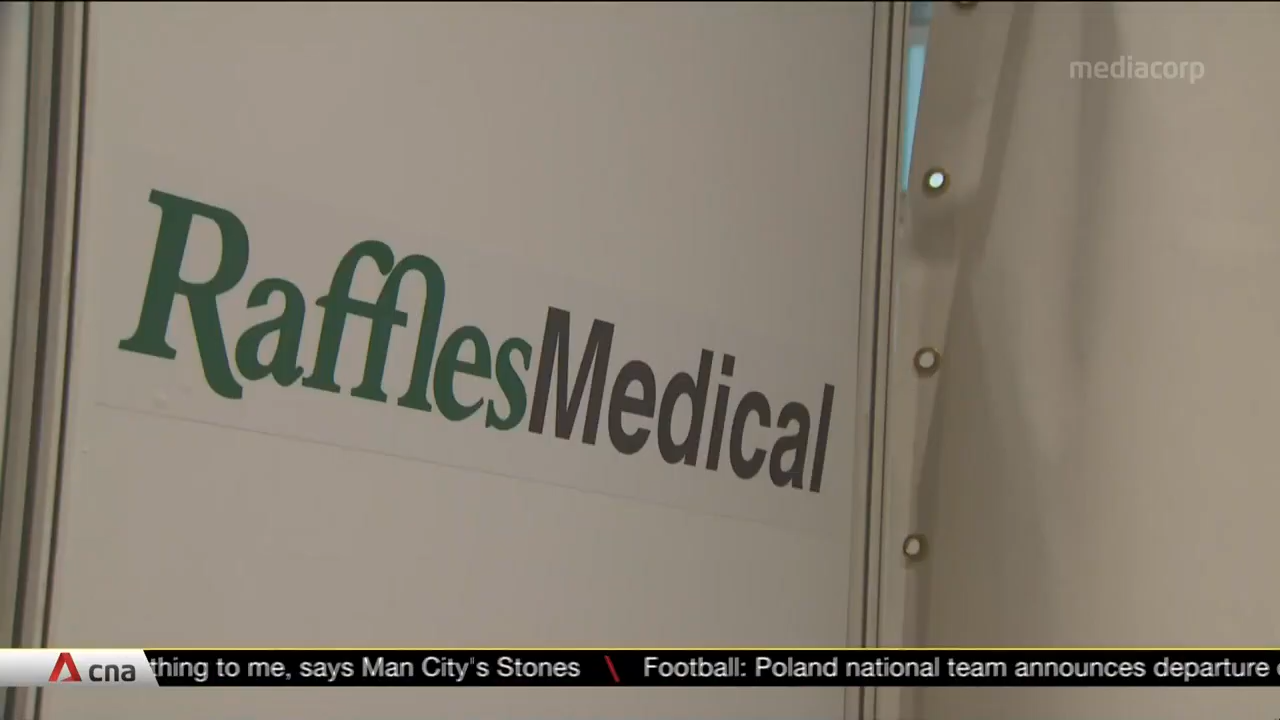 mediacorp
RafflesMedical
cna
thing to me, says Man City's Stones \ Football: Poland national team announces departure